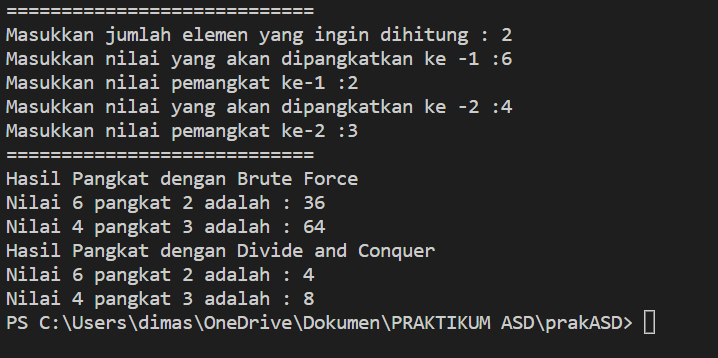 ============================
Masukkan jumlah elemen yang ingin dihitung : 2
Masukkan nilai yang akan dipangkatkan ke -1 :6
Masukkan nilai pemangkat ke-1 :2
Masukkan nilai yang akan dipangkatkan ke -2 :4
Masukkan nilai pemangkat ke-2 :3
============================
Hasil Pangkat dengan Brute Force
Nilai 6 pangkat 2 adalah : 36
Nilai 4 pangkat 3 adalah : 64
Hasil Pangkat dengan Divide and Conquer
Nilai 6 pangkat 2 adalah : 4
Nilai 4 pangkat 3 adalah : 8
PS C:\Users\dimas\OneDrive\Dokumen\PRAKTIKUM ASD\prakASD>